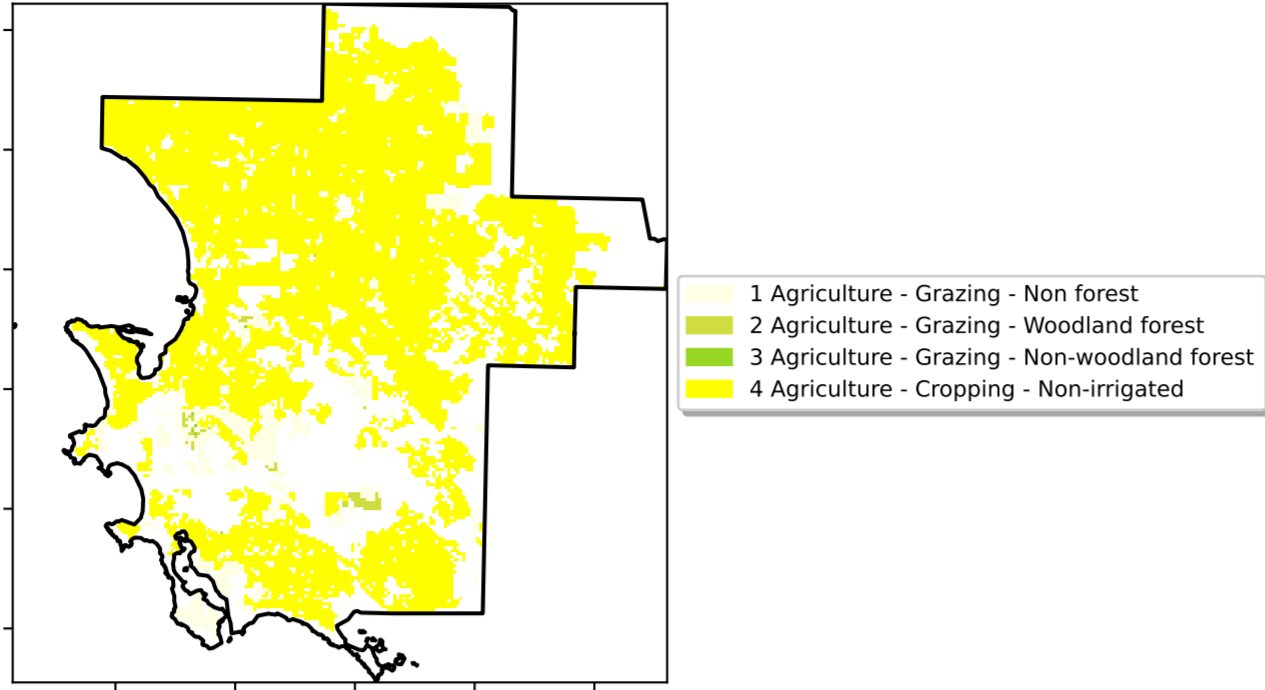 1 Agriculture - Grazing - Non forest
2 Agriculture - Grazing - Woodland forest
3 Agriculture - Grazing - Non-woodland forest
4 Agriculture - Cropping - Non-irrigated